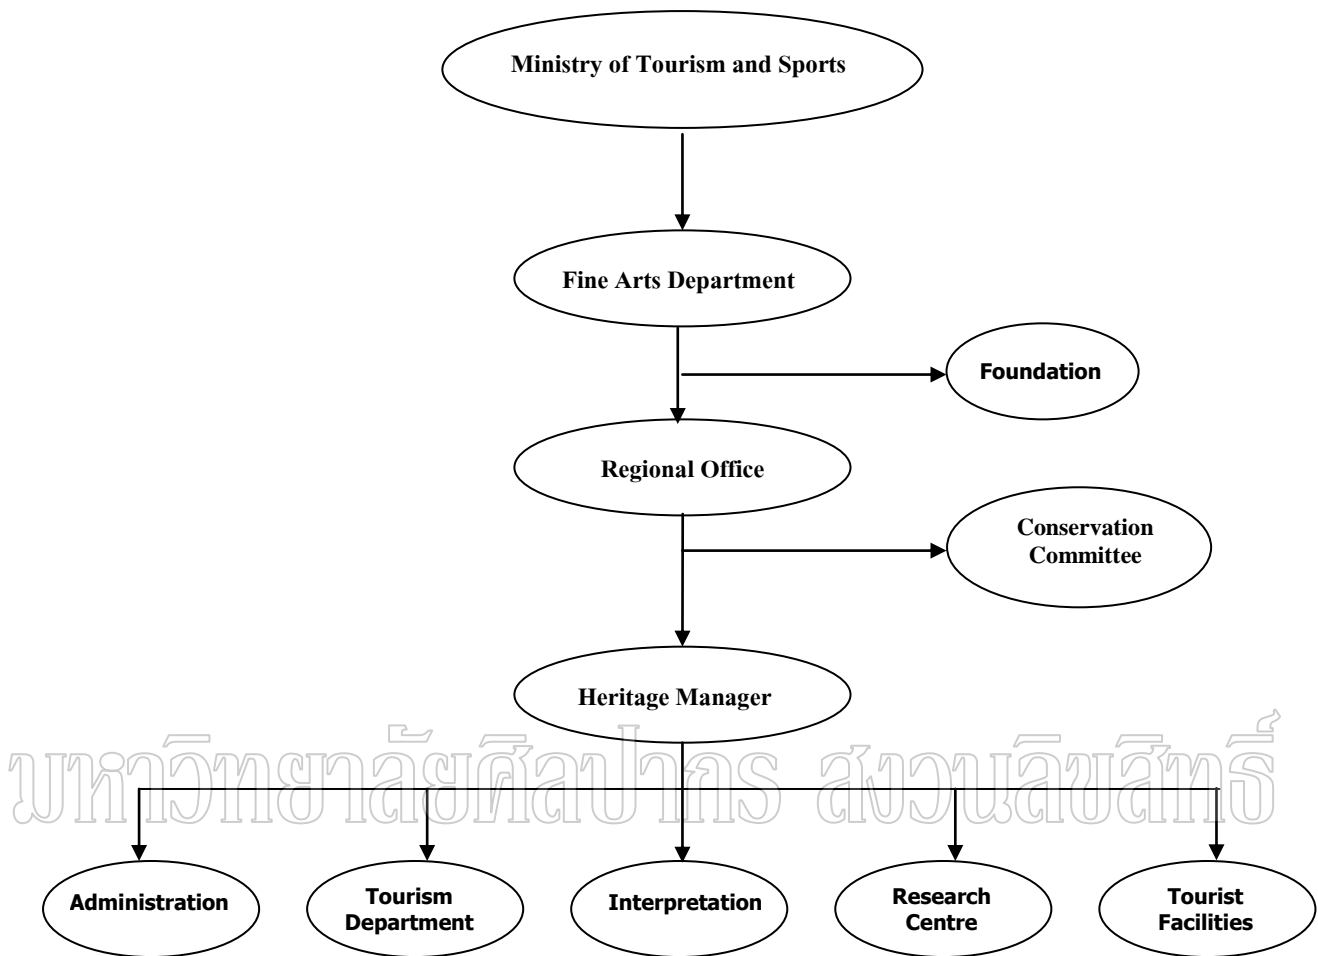 Ministry of Tourism and Sports
Fine Arts Department
Foundation
Regional Office
Conservation
Committee
Heritage Manager
มหาวิทยาลัยศิลปากร สงวนลิขสิทธิ์
Administration
Tourism
Department
Interpretation
Research
Centre
Tourist
Facilities